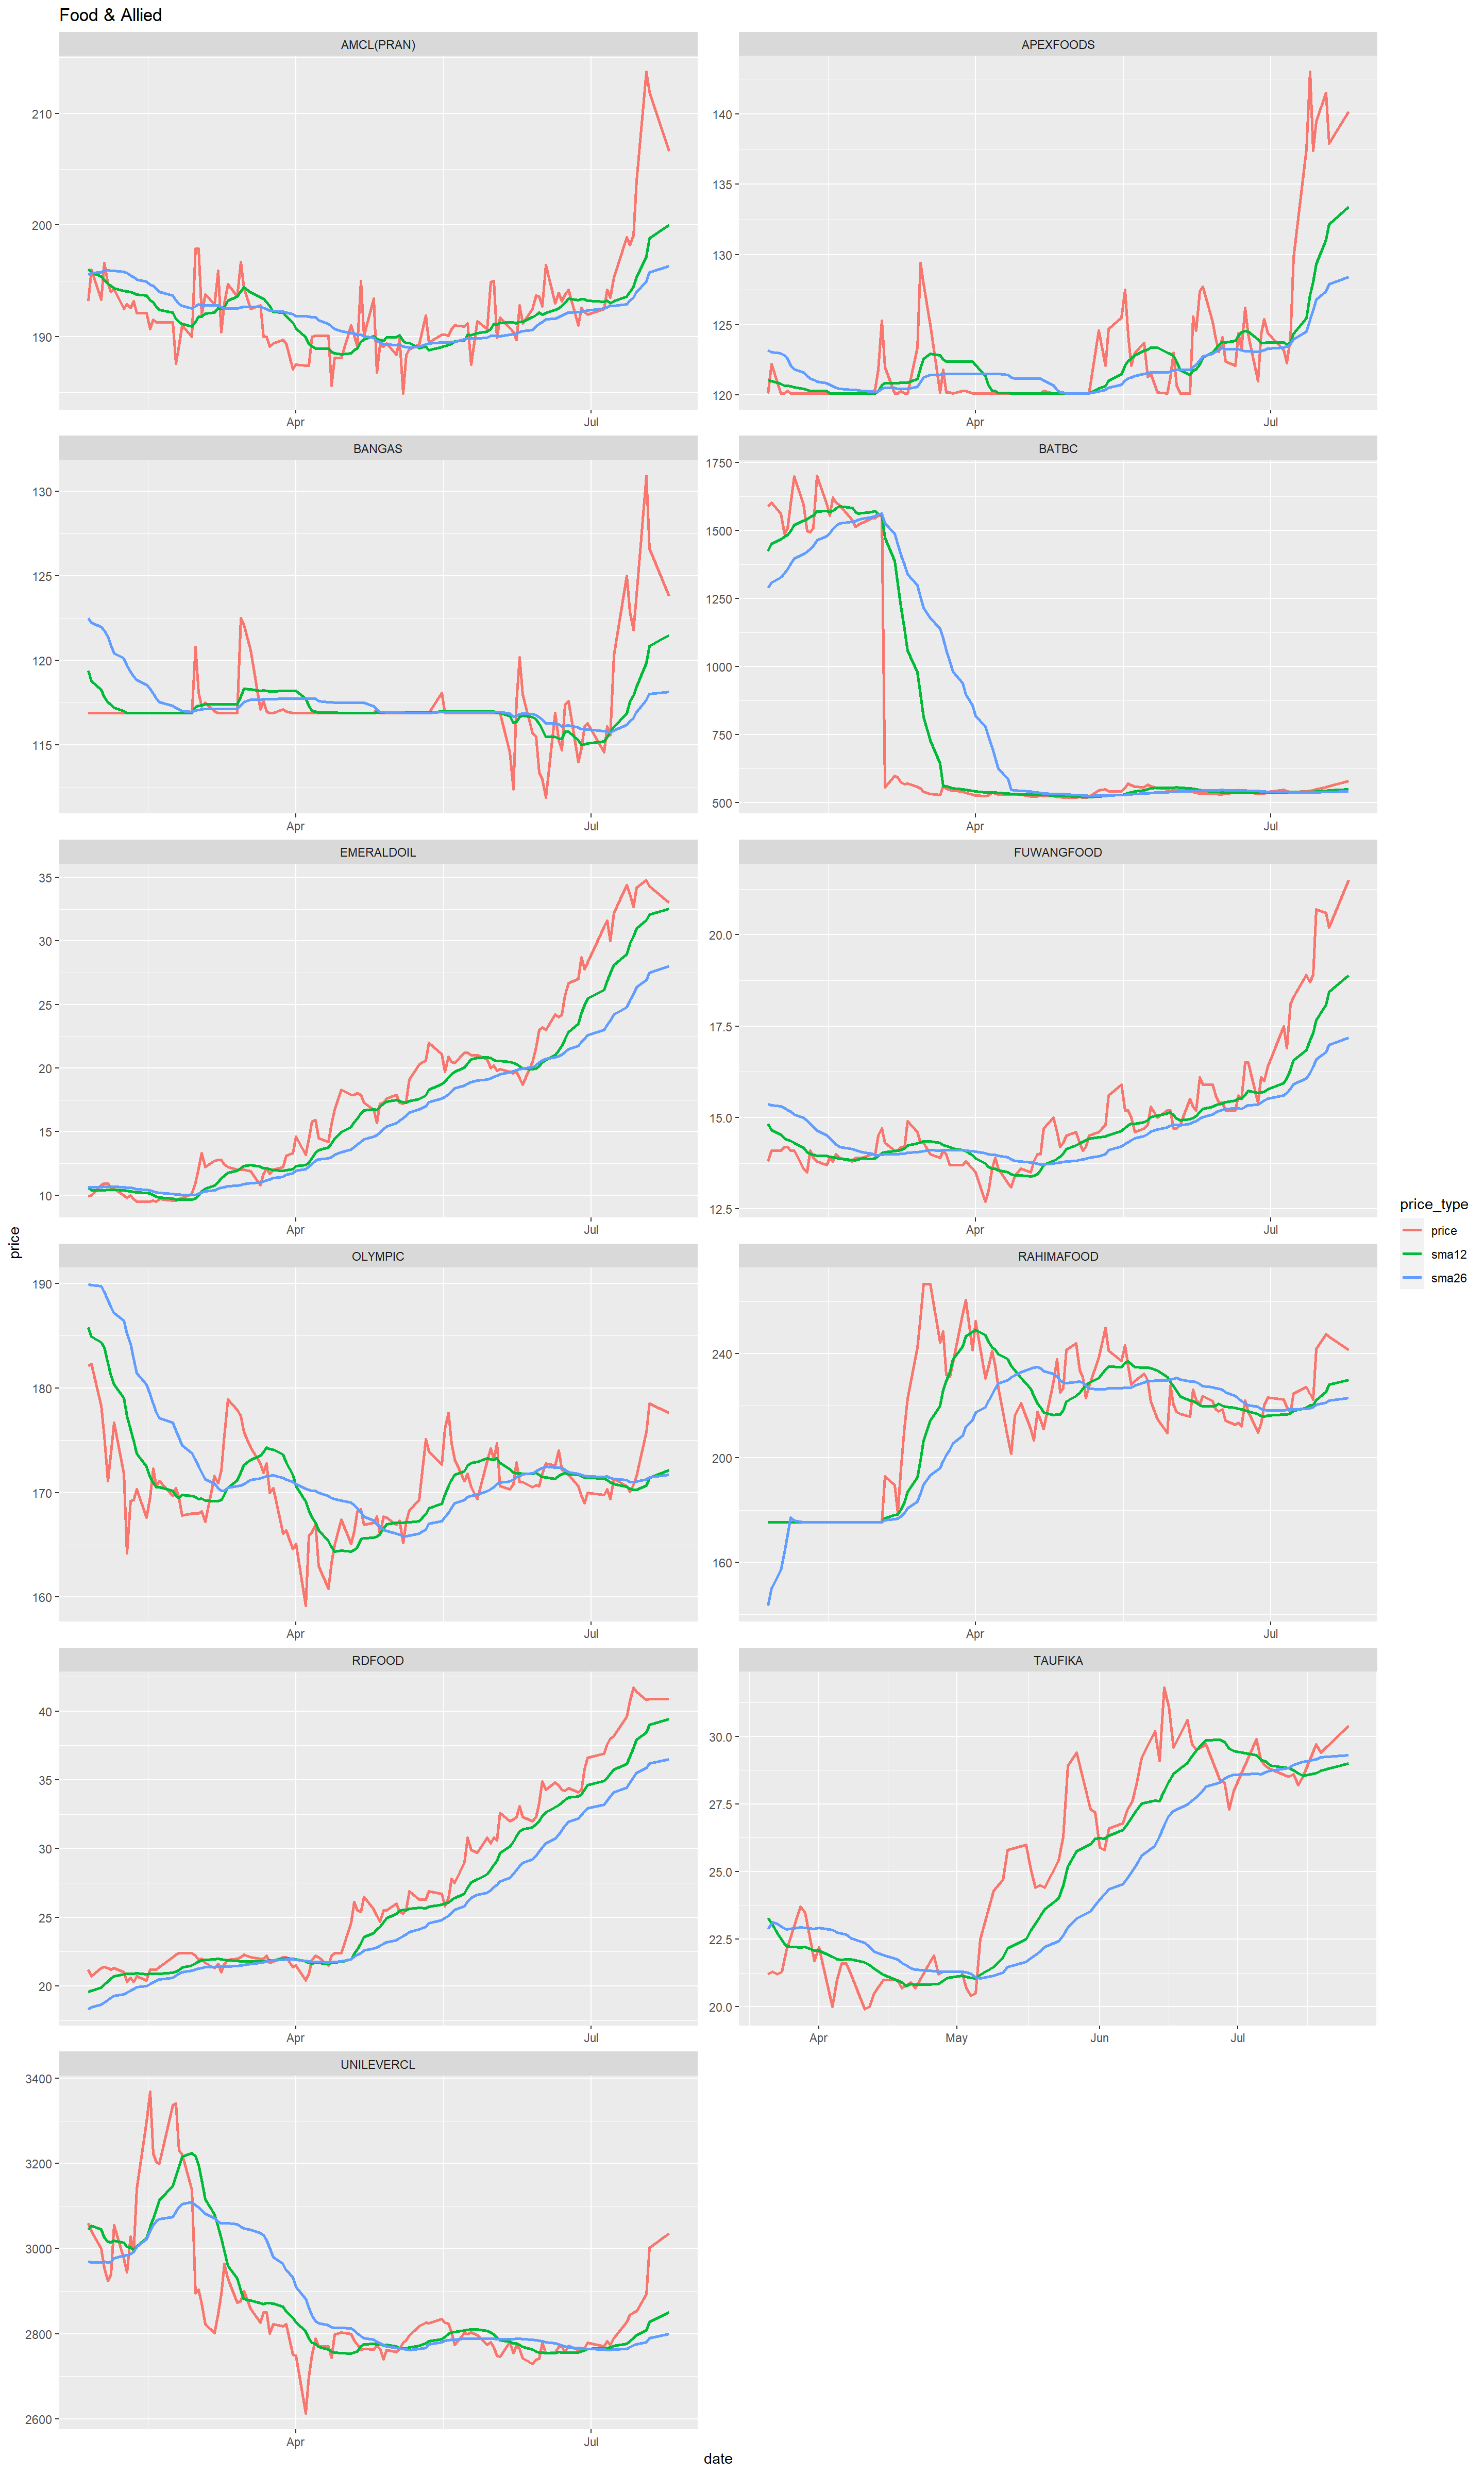 Food & Allied
AMCL(PRAN) APEXFOODS
210
200
190
140
135
130
125
120
Apr Jul Apr Jul
BANGAS BATBC
130
125
120
115
1750
1500
1250
1000
750
500
Apr Jul Apr Jul
EMERALDOIL FUWANGFOOD
35
30
25
20
15
10
20.0
17.5
15.0
12.5
Apr Jul Apr Jul
price
price_type
price
sma12
sma26
OLYMPIC RAHIMAFOOD
190
180
170
160
240
200
160
Apr Jul Apr Jul
RDFOOD TAUFIKA
40
35
30
25
20
30.0
27.5
25.0
22.5
20.0
Apr Jul Apr May Jun Jul
UNILEVERCL
3400
3200
3000
2800
2600
Apr Jul
date